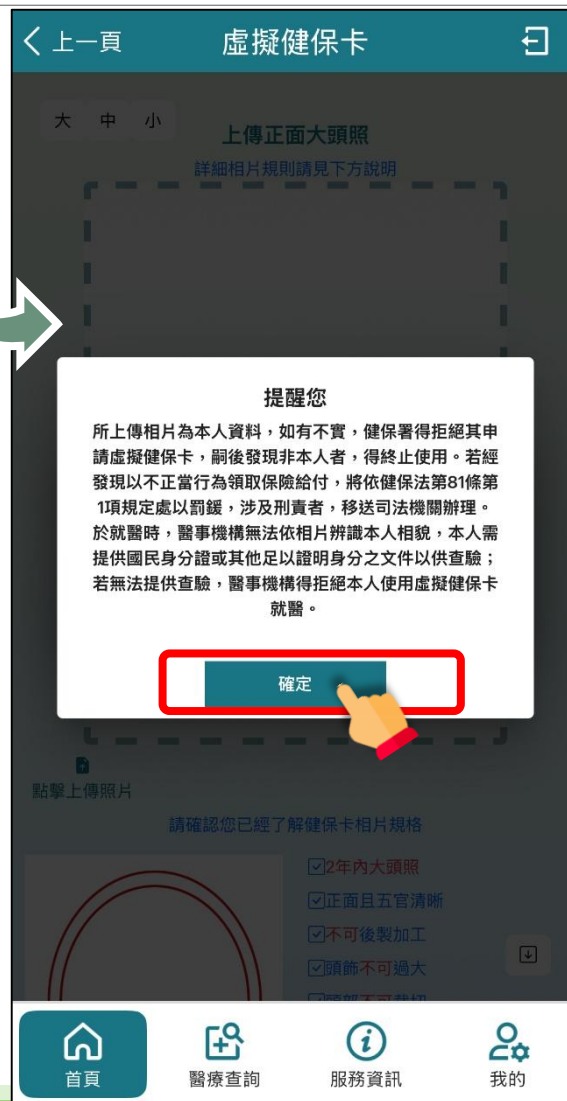 上一頁
虛擬健保卡
大 中 小
上傳正面大頭照
詳細相片規則請見下方說明
提醒您
所上傳相片為本人資料，如有不實，健保署得拒絕其申
請虛擬健保卡，嗣後發現非本人者，得終止使用。若經
發現以不正當行為領取保險給付，將依健保法第81條第
1項規定處以罰鍰，涉及刑責者，移送司法機關辦理。
於就醫時，醫事機構無法依相片辨識本人相貌，本人需
提供國民身分證或其他足以證明身分之文件以供查驗；
若無法提供查驗，醫事機構得拒絕本人使用虛擬健保卡
就醫。
確定
點擊上傳照片
請確認您已經了解健保卡相片規格
2年內大頭照
正面且五官清晰
不可後製加工
頭飾不可過大
首頁
醫療查詢
服務資訊
我的